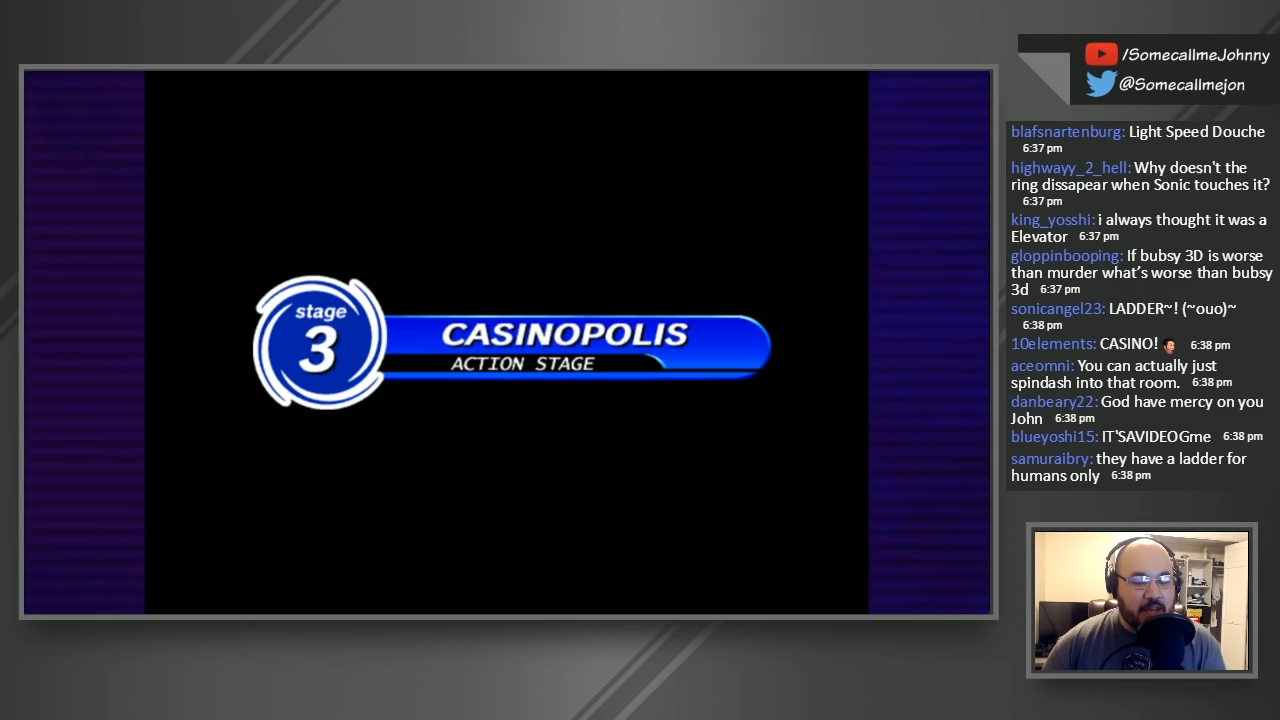 /SomecallmeJohnny
@Somecallmejon
stage
3
CASINOPOLIS
ACTION STAGE
blafsnartenburg: Light Speed Douche
6:37 pm
highwayy_2_hell: Why doesn't the
ring dissapear when Sonic touches it?
6:37 pm
king_yosshi: i always thought it was a
Elevator 6:37 pm
gloppinbooping: If bubsy 3D is worse
than murder what's worse than bubsy
3d 6:37 pm
sonicangel23: LADDER~! (~ouo)~
6:38 pm
10elements: CASINO! 6:38 pm
aceomni: You can actually just
spindash into that room. 6:38 pm
danbeary22: God have mercy on you
John 6:38 pm
blueyoshi15: IT'SAVIDEOGme 6:38 pm
samuraibry: they have a ladder for
humans only 6:38 pm